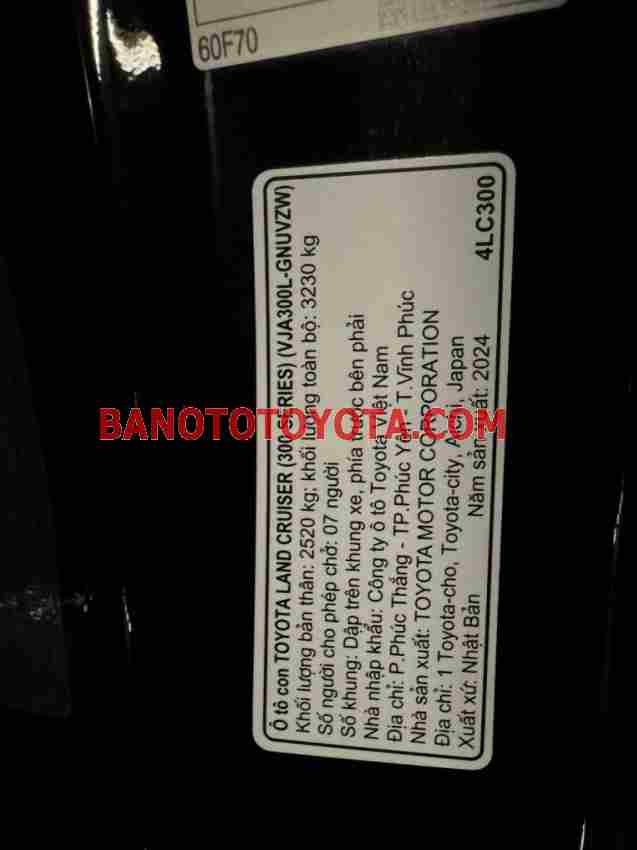 60F70
Ô tô con TOYOTA LAND CRUISER (300 SERIES) (VJA300L-GNUVZW)
Khối lượng bản thân: 2520 kg; khối lượng toàn bộ: 3230 kg
Số người cho phép chở: 07 người
Số khung: Dập trên khung xe, phía trước bên phải
Nhà nhập khẩu: Công ty ô tô Toyota Việt Nam
Địa chỉ: P.Phúc Thắng - TP.Phúc Yên - T.Vĩnh Phúc
Nhà sản xuất: TOYOTA MOTOR CORPORATION
Địa chỉ: 1 Toyota-cho, Toyota-city, Aichi, Japan
Xuất xứ: Nhật Bản Năm sản xuất: 2024 4LC300
BANOTOTOYOTA.COM